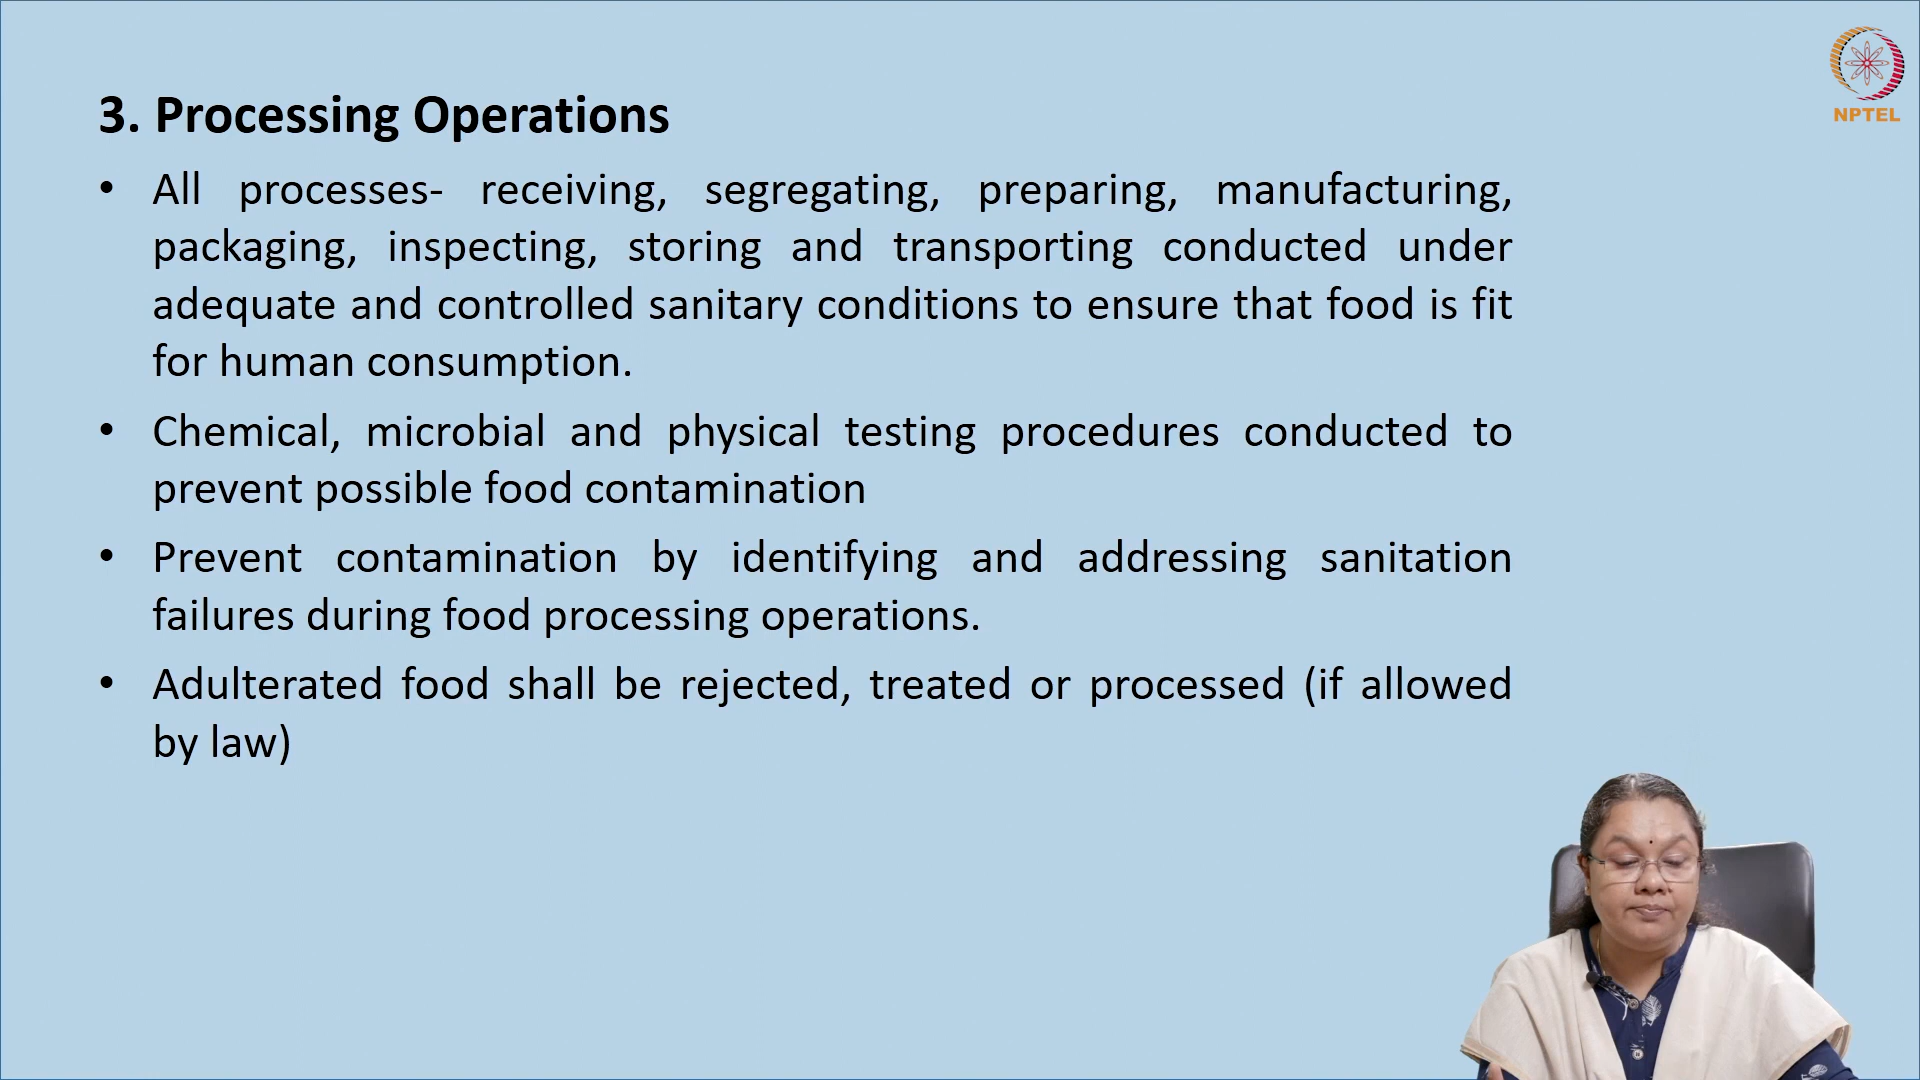 3. Processing Operations
• All processes- receiving, segregating, preparing, manufacturing,
packaging, inspecting, storing and transporting conducted under
adequate and controlled sanitary conditions to ensure that food is fit
for human consumption.
• Chemical, microbial and physical testing procedures conducted to
prevent possible food contamination
• Prevent contamination by identifying and addressing sanitation
failures during food processing operations.
• Adulterated food shall be rejected, treated or processed (if allowed
by law)
NPTEL